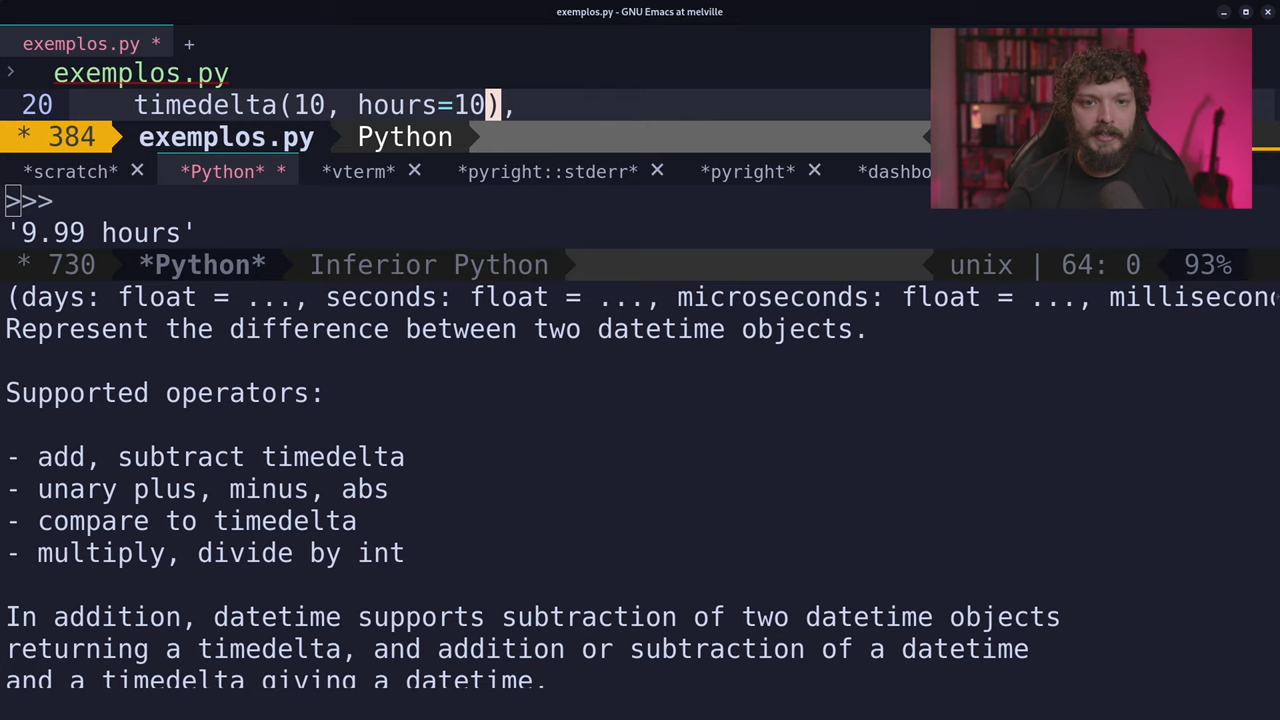 exemplos.py - GNU Emacs at melville
exemplos.py * +
> exemplos.py
20 timedelta(10, hours=10),
* 384 exemplos.py Python
*scratch* ✕ *Python* * *vterm* ✕ *pyright::stderr* ✕ *pyright* ✕ *dashbo
>>>
'9.99 hours'
* 730 *Python* Inferior Python unix | 64: 0 93%
(days: float = ..., seconds: float = ..., microseconds: float = ..., millisecon
Represent the difference between two datetime objects.
Supported operators:
- add, subtract timedelta
- unary plus, minus, abs
- compare to timedelta
- multiply, divide by int
In addition, datetime supports subtraction of two datetime objects
returning a timedelta, and addition or subtraction of a datetime
and a timedelta giving a datetime.